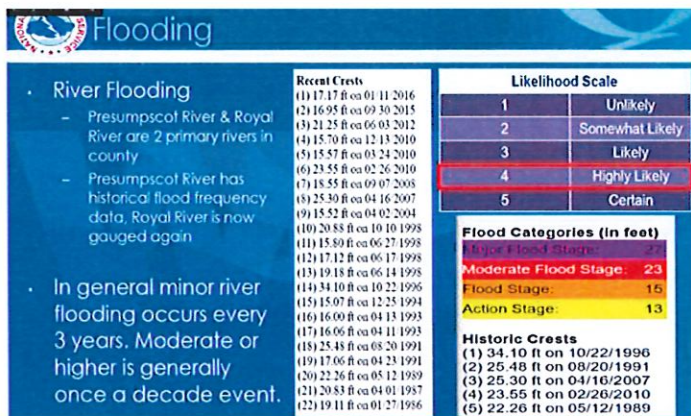 NATIONAL
SERVICE
Flooding
• River Flooding
– Presumpscot River & Royal
River are 2 primary rivers in
county
– Presumpscot River has
historical flood frequency
data, Royal River is now
gauged again
• In general minor river
flooding occurs every
3 years. Moderate or
higher is generally
once a decade event.
Recent Crests
(1) 17.17 ft on 01/11/2016
(2) 16.95 ft on 09/30/2015
(3) 21.25 ft on 06/03/2012
(4) 15.70 ft on 12/13/2010
(5) 15.57 ft on 03/24/2010
(6) 23.55 ft on 02/26/2010
(7) 18.55 ft on 09/07/2008
(8) 25.30 ft on 04/16/2007
(9) 15.52 ft on 04/02/2004
(10) 20.88 ft on 10/10/1998
(11) 15.80 ft on 06/27/1998
(12) 17.12 ft on 06/17/1998
(13) 19.18 ft on 06/14/1998
(14) 34.10 ft on 10/22/1996
(15) 15.07 ft on 12/25/1994
(16) 16.00 ft on 04/13/1993
(17) 16.06 ft on 04/11/1993
(18) 25.48 ft on 08/20/1991
(19) 17.06 ft on 04/23/1991
(20) 22.26 ft on 05/12/1989
(21) 20.83 ft on 04/01/1987
(22) 19.11 ft on 01/27/1986
Likelihood Scale
1 Unlikely
2 Somewhat Likely
3 Likely
4 Highly Likely
5 Certain
Flood Categories (in feet)
Major Flood Stage: 27
Moderate Flood Stage: 23
Flood Stage: 15
Action Stage: 13
Historic Crests
(1) 34.10 ft on 10/22/1996
(2) 25.48 ft on 08/20/1991
(3) 25.30 ft on 04/16/2007
(4) 23.55 ft on 02/26/2010
(5) 22.26 ft on 05/12/1989